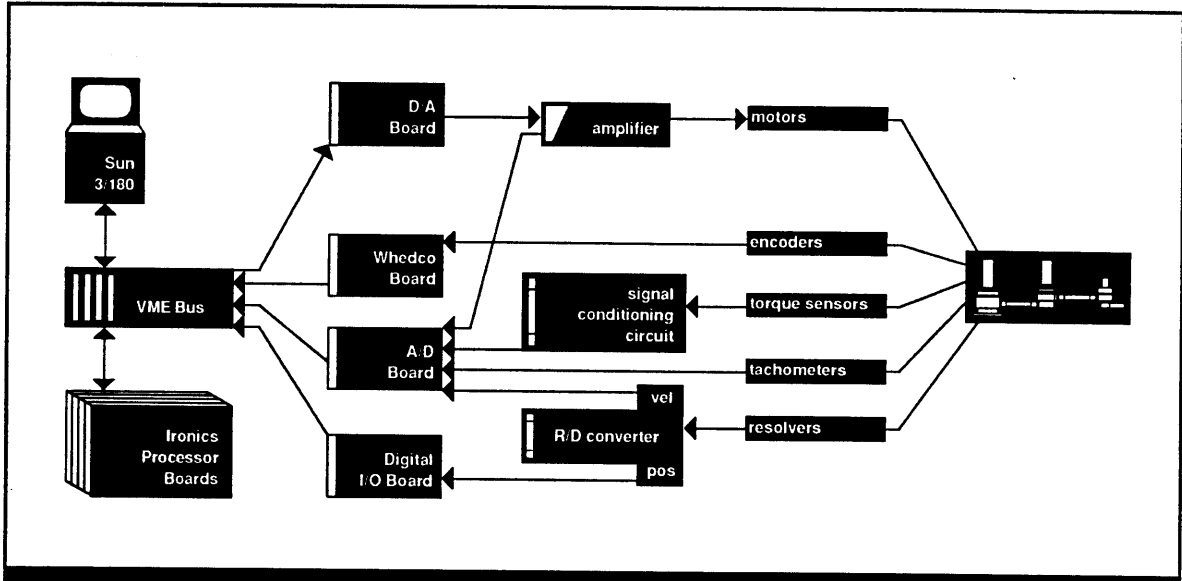 Sun
3/180
VME Bus
Ironics
Processor
Boards
D/A
Board
Whedco
Board
A/D
Board
Digital
I/O Board
amplifier
signal
conditioning
circuit
vel
R/D converter
pos
motors
encoders
torque sensors
tachometers
resolvers